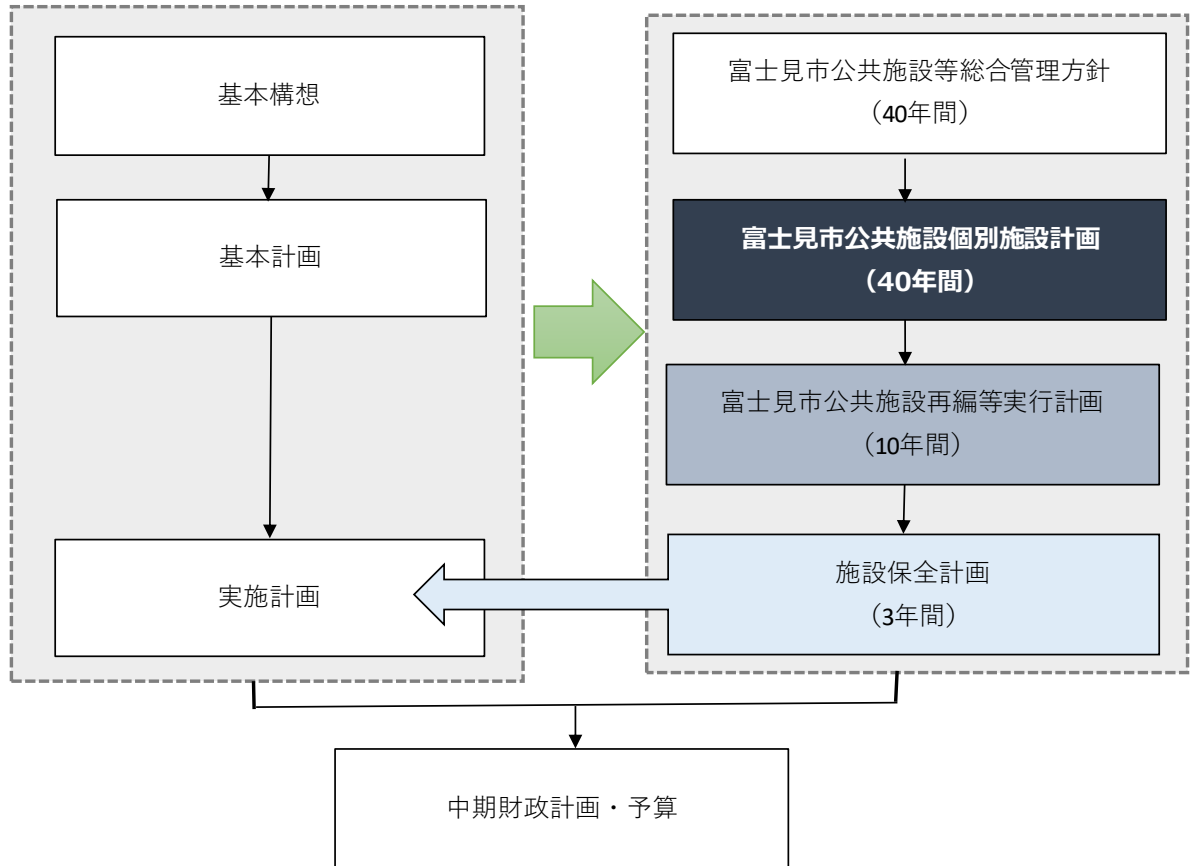 基本構想
基本計画
実施計画
富士見市公共施設等総合管理方針
（40年間）
富士見市公共施設個別施設計画
（40年間）
富士見市公共施設再編等実行計画
（10年間）
施設保全計画
（3年間）
中期財政計画・予算